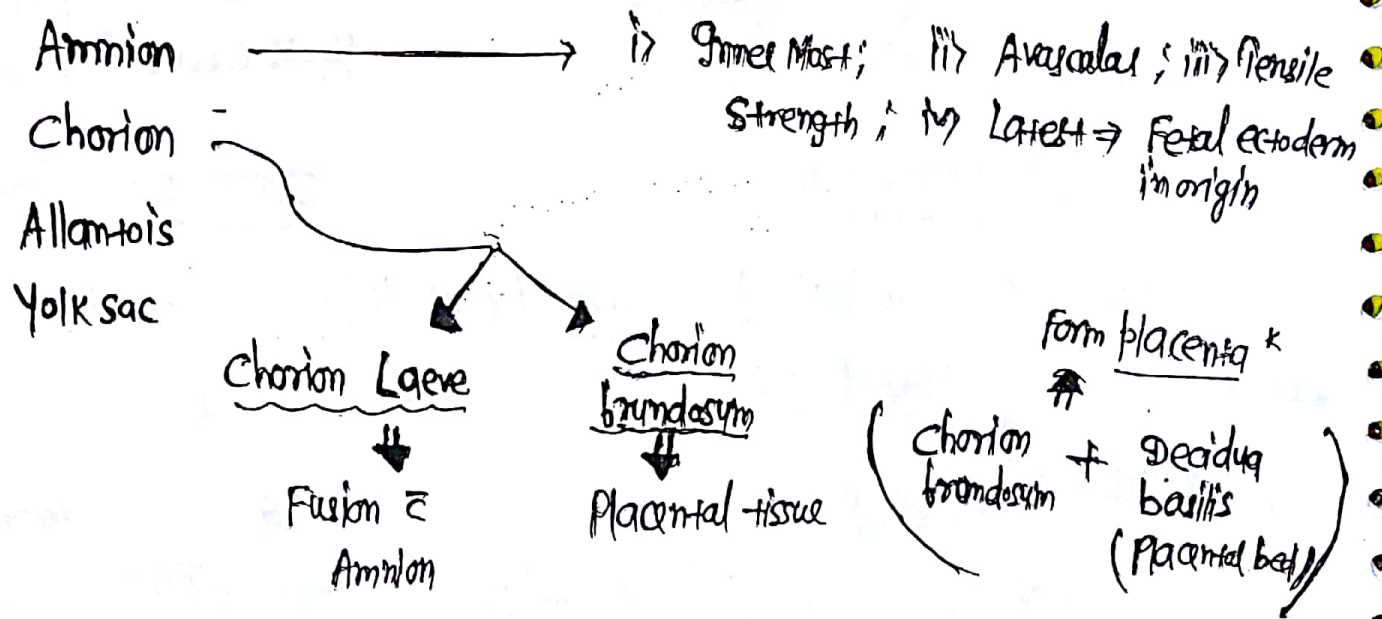 Amnion → i> Inner Most; ii> Avascular; iii> Tensile
Strength; iv> Latest ⇒ Fetal ectoderm
in origin
Chorion
Allantois
Yolk sac
Chorion Laeve
⇓
Fusion c̄
Amnion
Chorion
frundosum
⇓
Placental tissue
Form placenta *
⇑
( Chorion + Decidua
frondosum basilis
(Placental bed) )